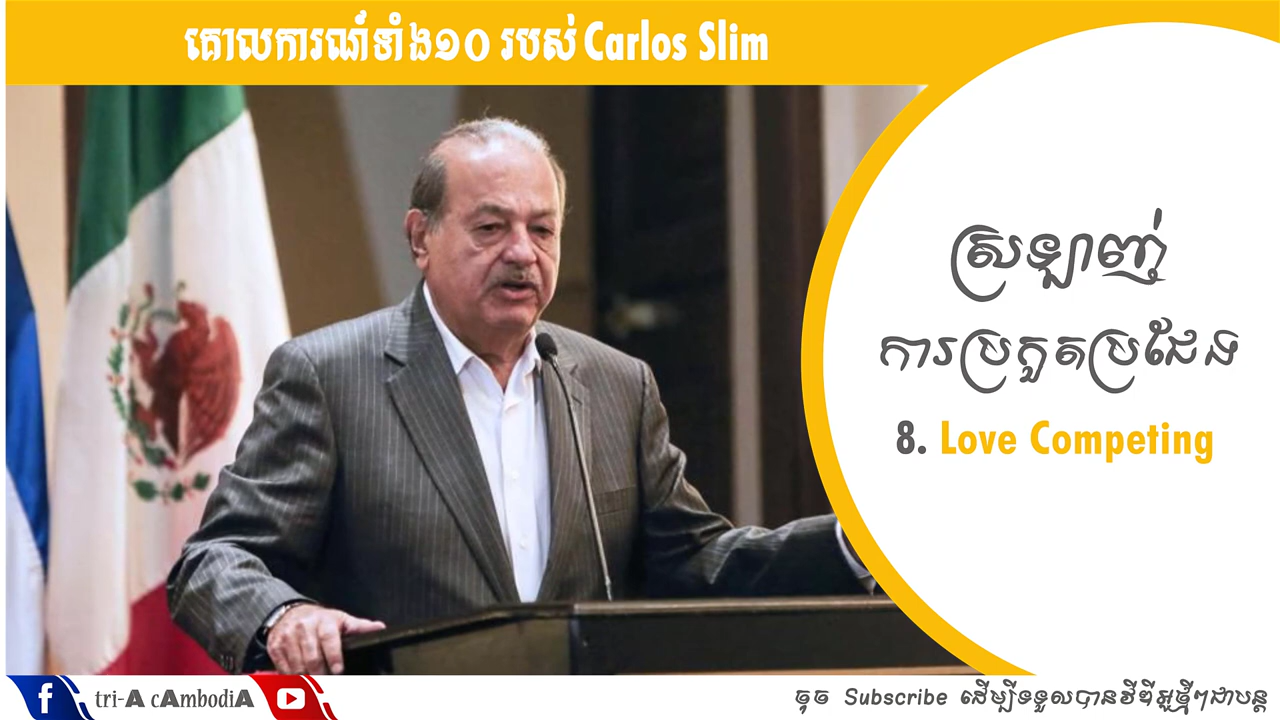 គោលការណ៍ទាំង១០ របស់ Carlos Slim
ស្រឡាញ់
ការប្រកួតប្រជែង
8. Love Competing
tri-A cAmbodiA
ចុច Subscribe ដើម្បីទទួលបានវីឌីអូថ្មីៗជាបន្ត